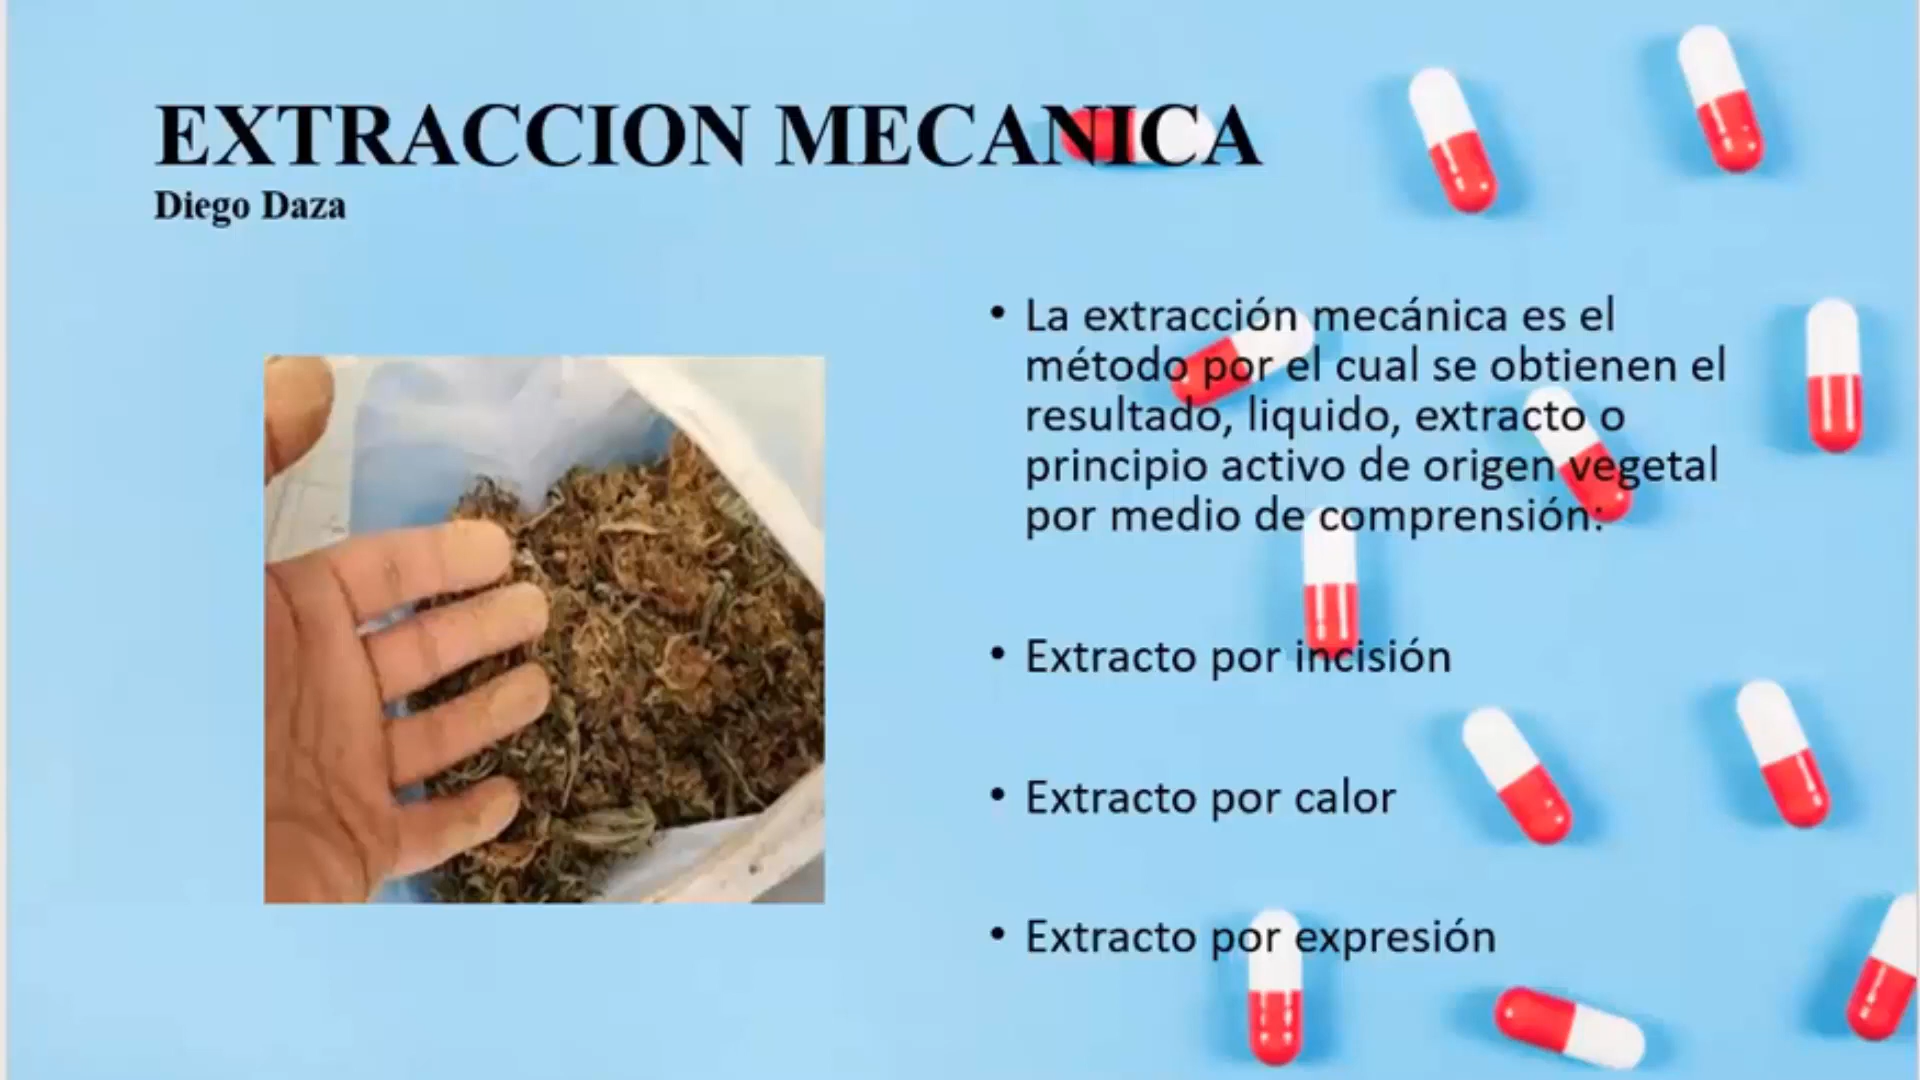 EXTRACCION MECANICA
Diego Daza
• La extracción mecánica es el
método por el cual se obtienen el
resultado, liquido, extracto o
principio activo de origen vegetal
por medio de comprensión:
• Extracto por incisión
• Extracto por calor
• Extracto por expresión